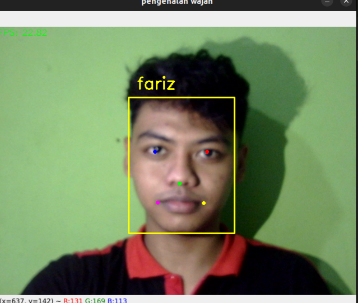 pengenalan wajah
fariz
(x=637, y=142) ~ R:131 G:169 B:113